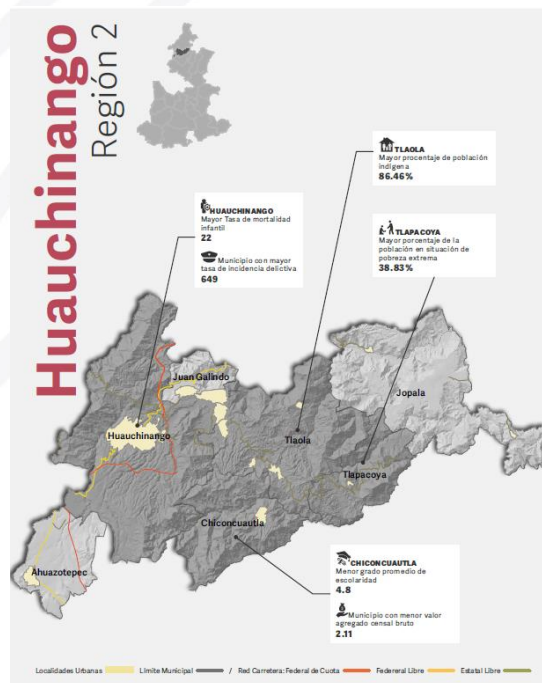 Huauchinango
Región 2
TLAOLA
Mayor procentaje de población
indígena
86.46%
HUAUCHINANGO
Mayor Tasa de mortalidad
infantil
22
Municipio con mayor
tasa de incidencia delictiva
649
TLAPACOYA
Mayor porcentaje de la
población en situación de
pobreza extrema
38.83%
Juan Galindo
Jopala
Huauchinango
Tlaola
Tlapacoya
Chiconcuautla
Ahuazotepec
CHICONCUAUTLA
Menor grado promedio de
escolaridad
4.8
Municipio con menor valor
agregado censal bruto
2.11
Localidades Urbanas Límite Municipal / Red Carretera: Federal de Cuota Federeral Libre Estatal Libre